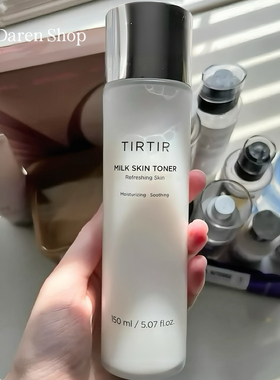 Daren Shop
TIRTIR
MILK SKIN TONER
Refreshing Skin
Moisturizing · Soothing
150 ml / 5.07 fl.oz.